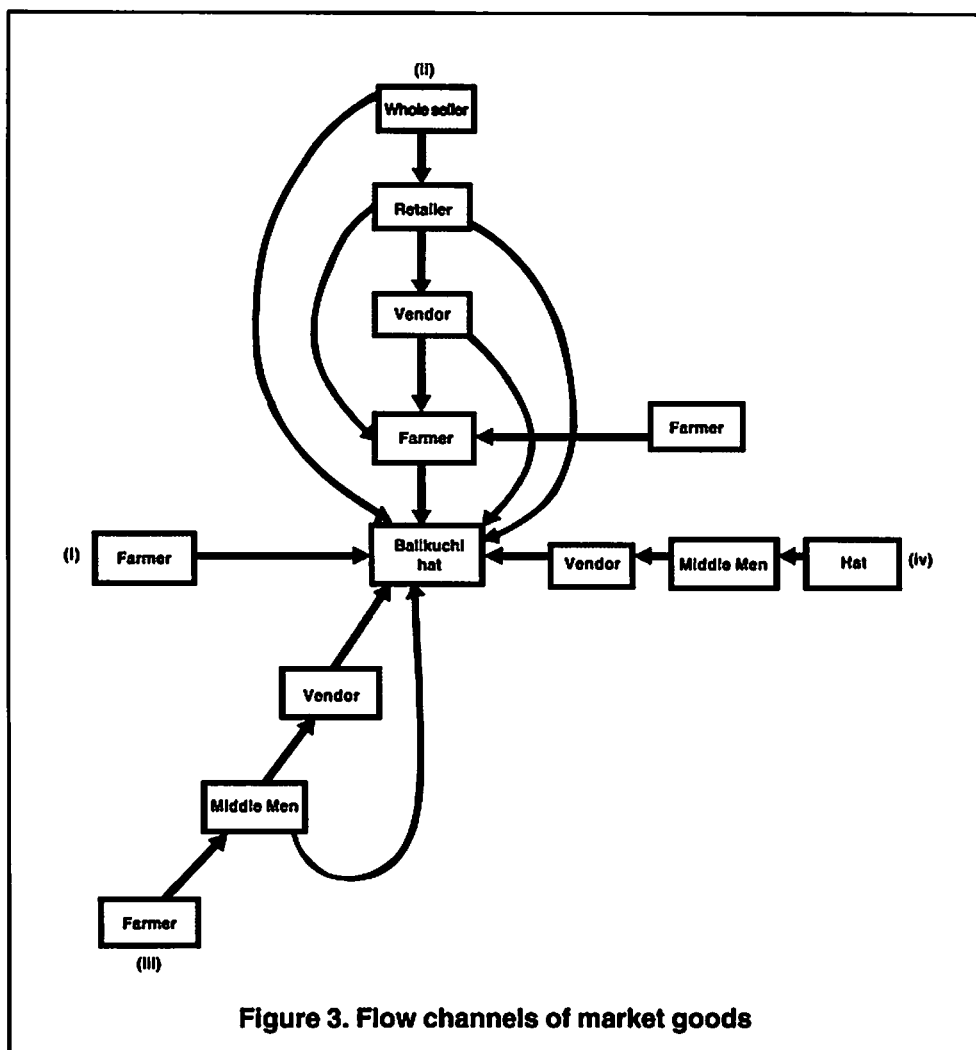 (ii)
Whole seller
Retailer
Vendor
Farmer
Farmer
(i)
Farmer
Balikuchi
hat
Vendor
Middle Men
Hat
(iv)
Vendor
Middle Men
Farmer
(iii)
Figure 3. Flow channels of market goods